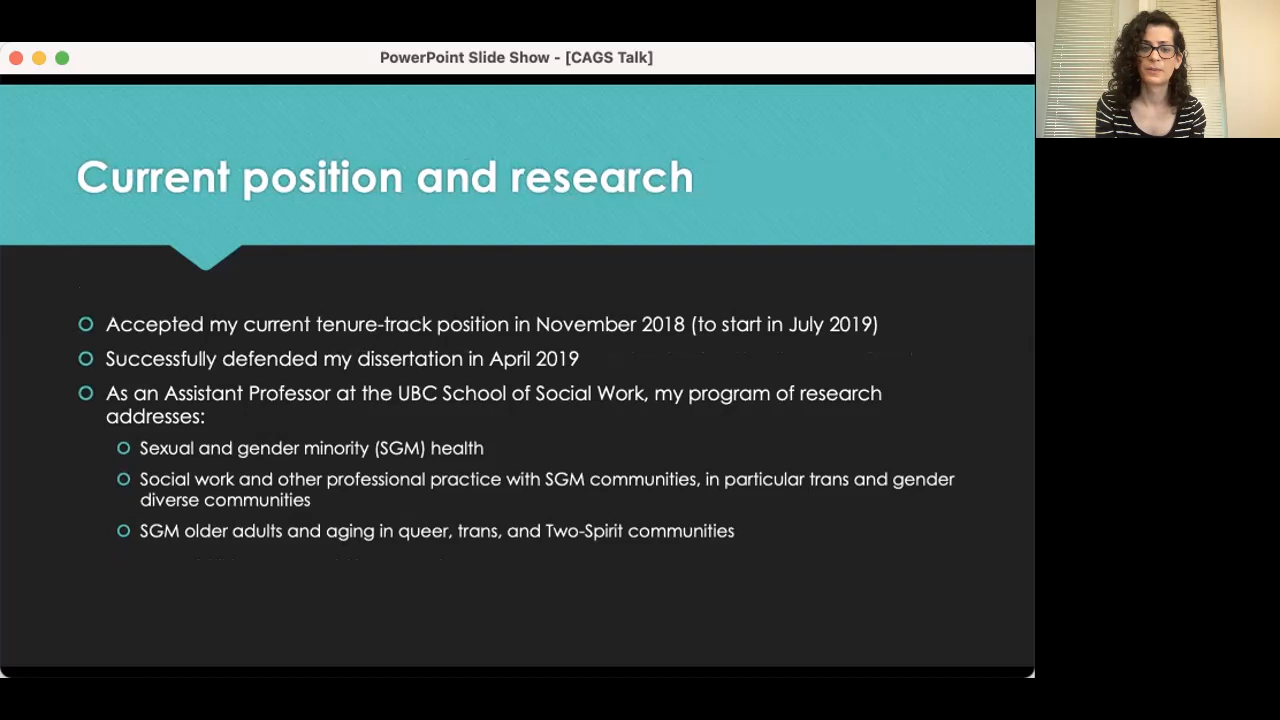 PowerPoint Slide Show - [CAGS Talk]
Current position and research
Accepted my current tenure-track position in November 2018 (to start in July 2019)
Successfully defended my dissertation in April 2019
As an Assistant Professor at the UBC School of Social Work, my program of research
addresses:
Sexual and gender minority (SGM) health
Social work and other professional practice with SGM communities, in particular trans and gender
diverse communities
SGM older adults and aging in queer, trans, and Two-Spirit communities